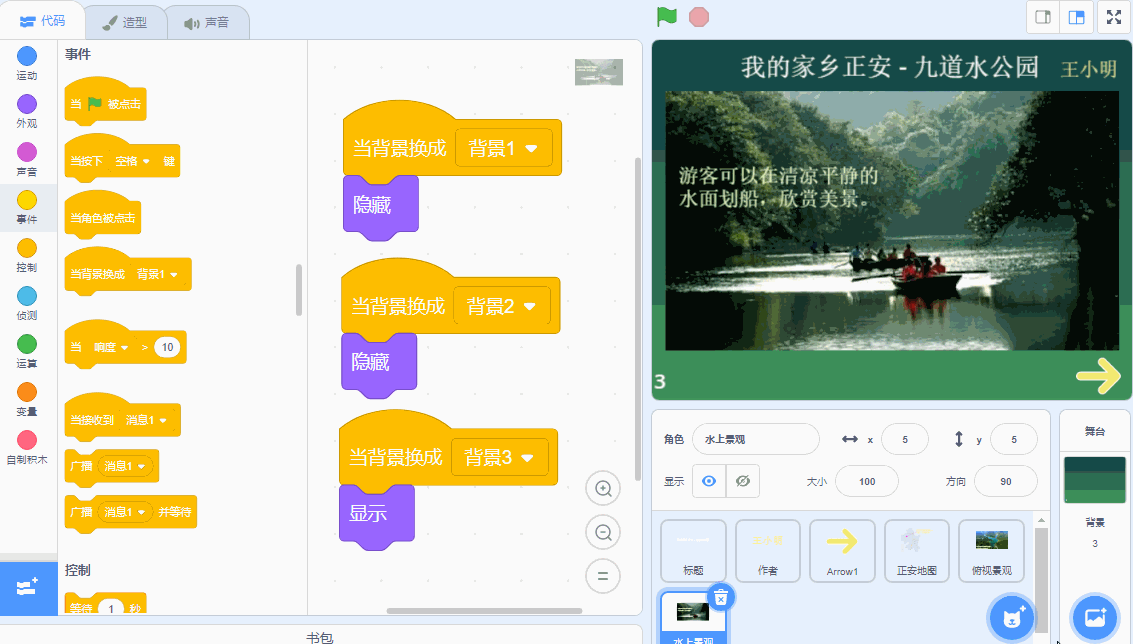 代码
造型
声音
运动
外观
声音
事件
控制
侦测
运算
变量
自制积木
事件
当 被点击
当按下 空格 键
当角色被点击
当背景换成 背景1
当 响度 > 10
当接收到 消息1
广播 消息1
广播 消息1 并等待
控制
等待 1 秒
当背景换成 背景1
隐藏
当背景换成 背景2
隐藏
当背景换成 背景3
显示
书包
我的家乡正安 - 九道水公园 王小明
游客可以在清凉平静的
水面划船，欣赏美景。
3
角色 水上景观 x 5 y 5
显示 大小 100 方向 90
标题
作者
Arrow1
正安地图
俯视景观
水上景观
舞台
背景
3